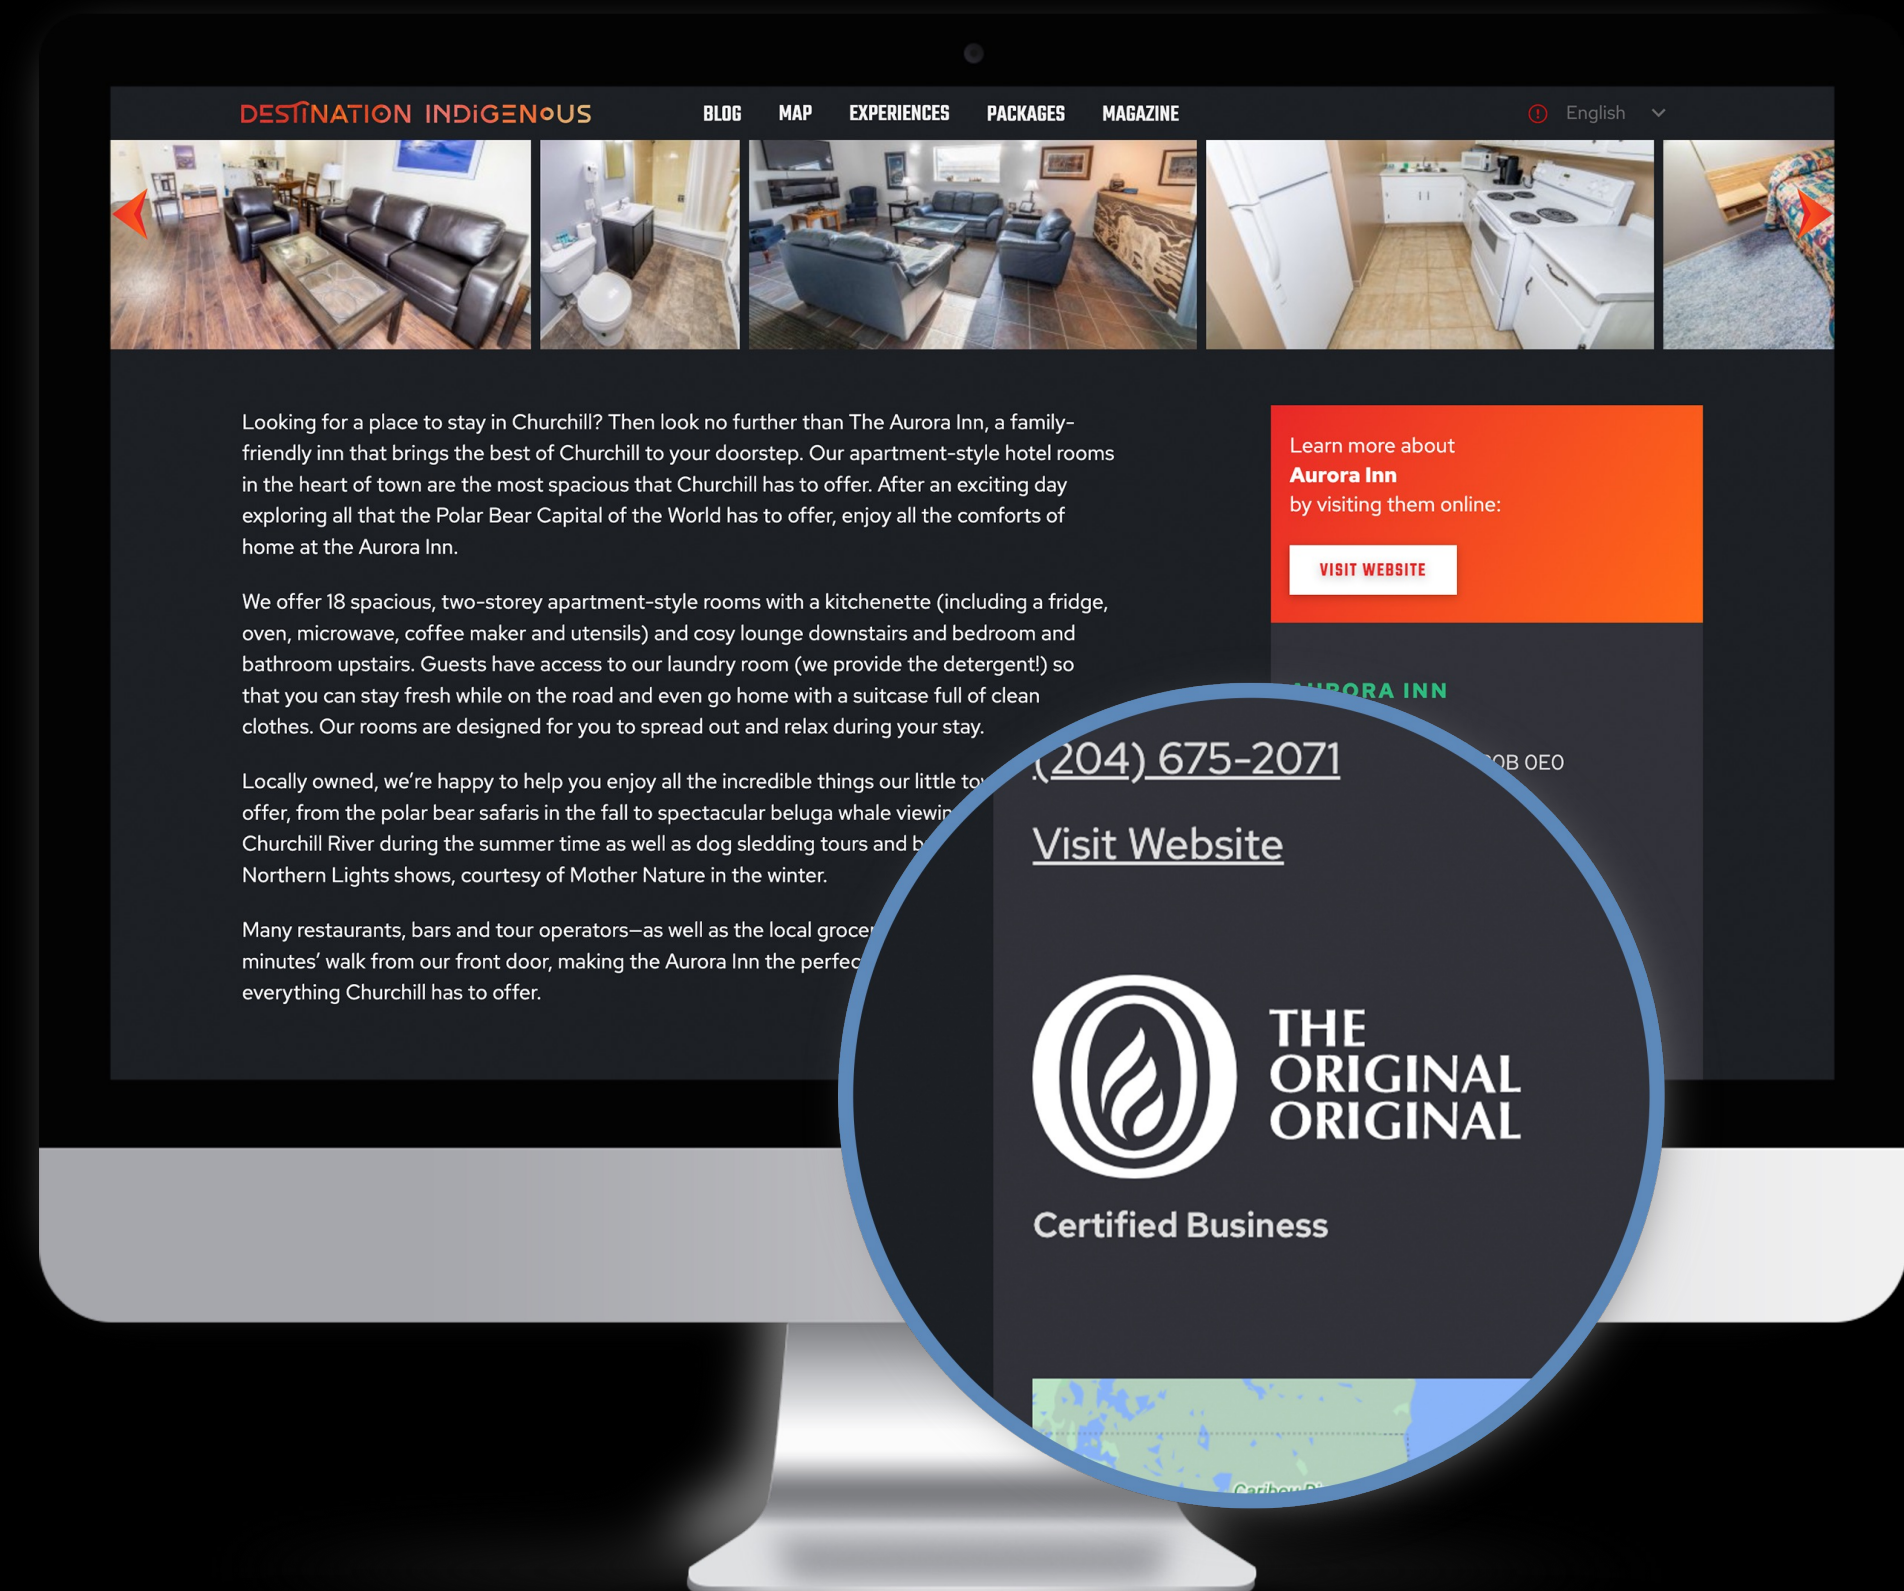 DESTINATION INDiGENoUS
BLOG MAP EXPERIENCES PACKAGES MAGAZINE
English
Looking for a place to stay in Churchill? Then look no further than The Aurora Inn, a family-
friendly inn that brings the best of Churchill to your doorstep. Our apartment-style hotel rooms
in the heart of town are the most spacious that Churchill has to offer. After an exciting day
exploring all that the Polar Bear Capital of the World has to offer, enjoy all the comforts of
home at the Aurora Inn.
We offer 18 spacious, two-storey apartment-style rooms with a kitchenette (including a fridge,
oven, microwave, coffee maker and utensils) and cosy lounge downstairs and bedroom and
bathroom upstairs. Guests have access to our laundry room (we provide the detergent!) so
that you can stay fresh while on the road and even go home with a suitcase full of clean
clothes. Our rooms are designed for you to spread out and relax during your stay.
Locally owned, we're happy to help you enjoy all the incredible things our little
offer, from the polar bear safaris in the fall to spectacular beluga whale
Churchill River during the summer time as well as dog sledding tours and
Northern Lights shows, courtesy of Mother Nature in the winter.
Many restaurants, bars and tour operators—as well as the local
minutes' walk from our front door, making the Aurora Inn the
everything Churchill has to offer.
Learn more about
Aurora Inn
by visiting them online:
VISIT WEBSITE
AURORA INN
0E0
(204) 675-2071
Visit Website
THE
ORIGINAL
ORIGINAL
Certified Business
Caribou